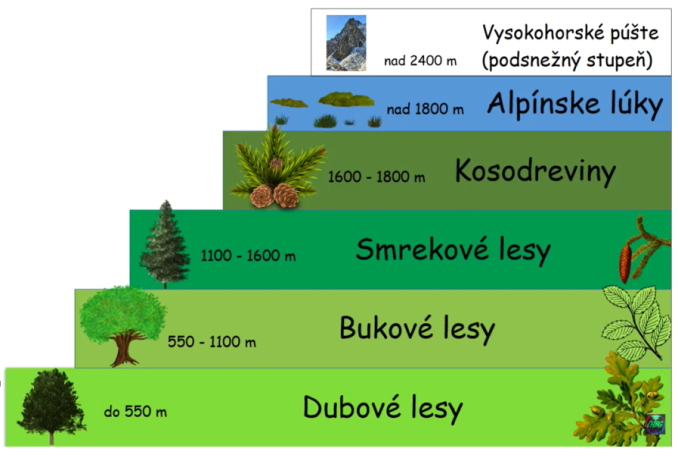 Vysokohorské púšte
nad 2400 m (podsnežný stupeň)
nad 1800 m Alpínske lúky
1600 - 1800 m Kosodreviny
1100 - 1600 m Smrekové lesy
550 - 1100 m Bukové lesy
do 550 m Dubové lesy